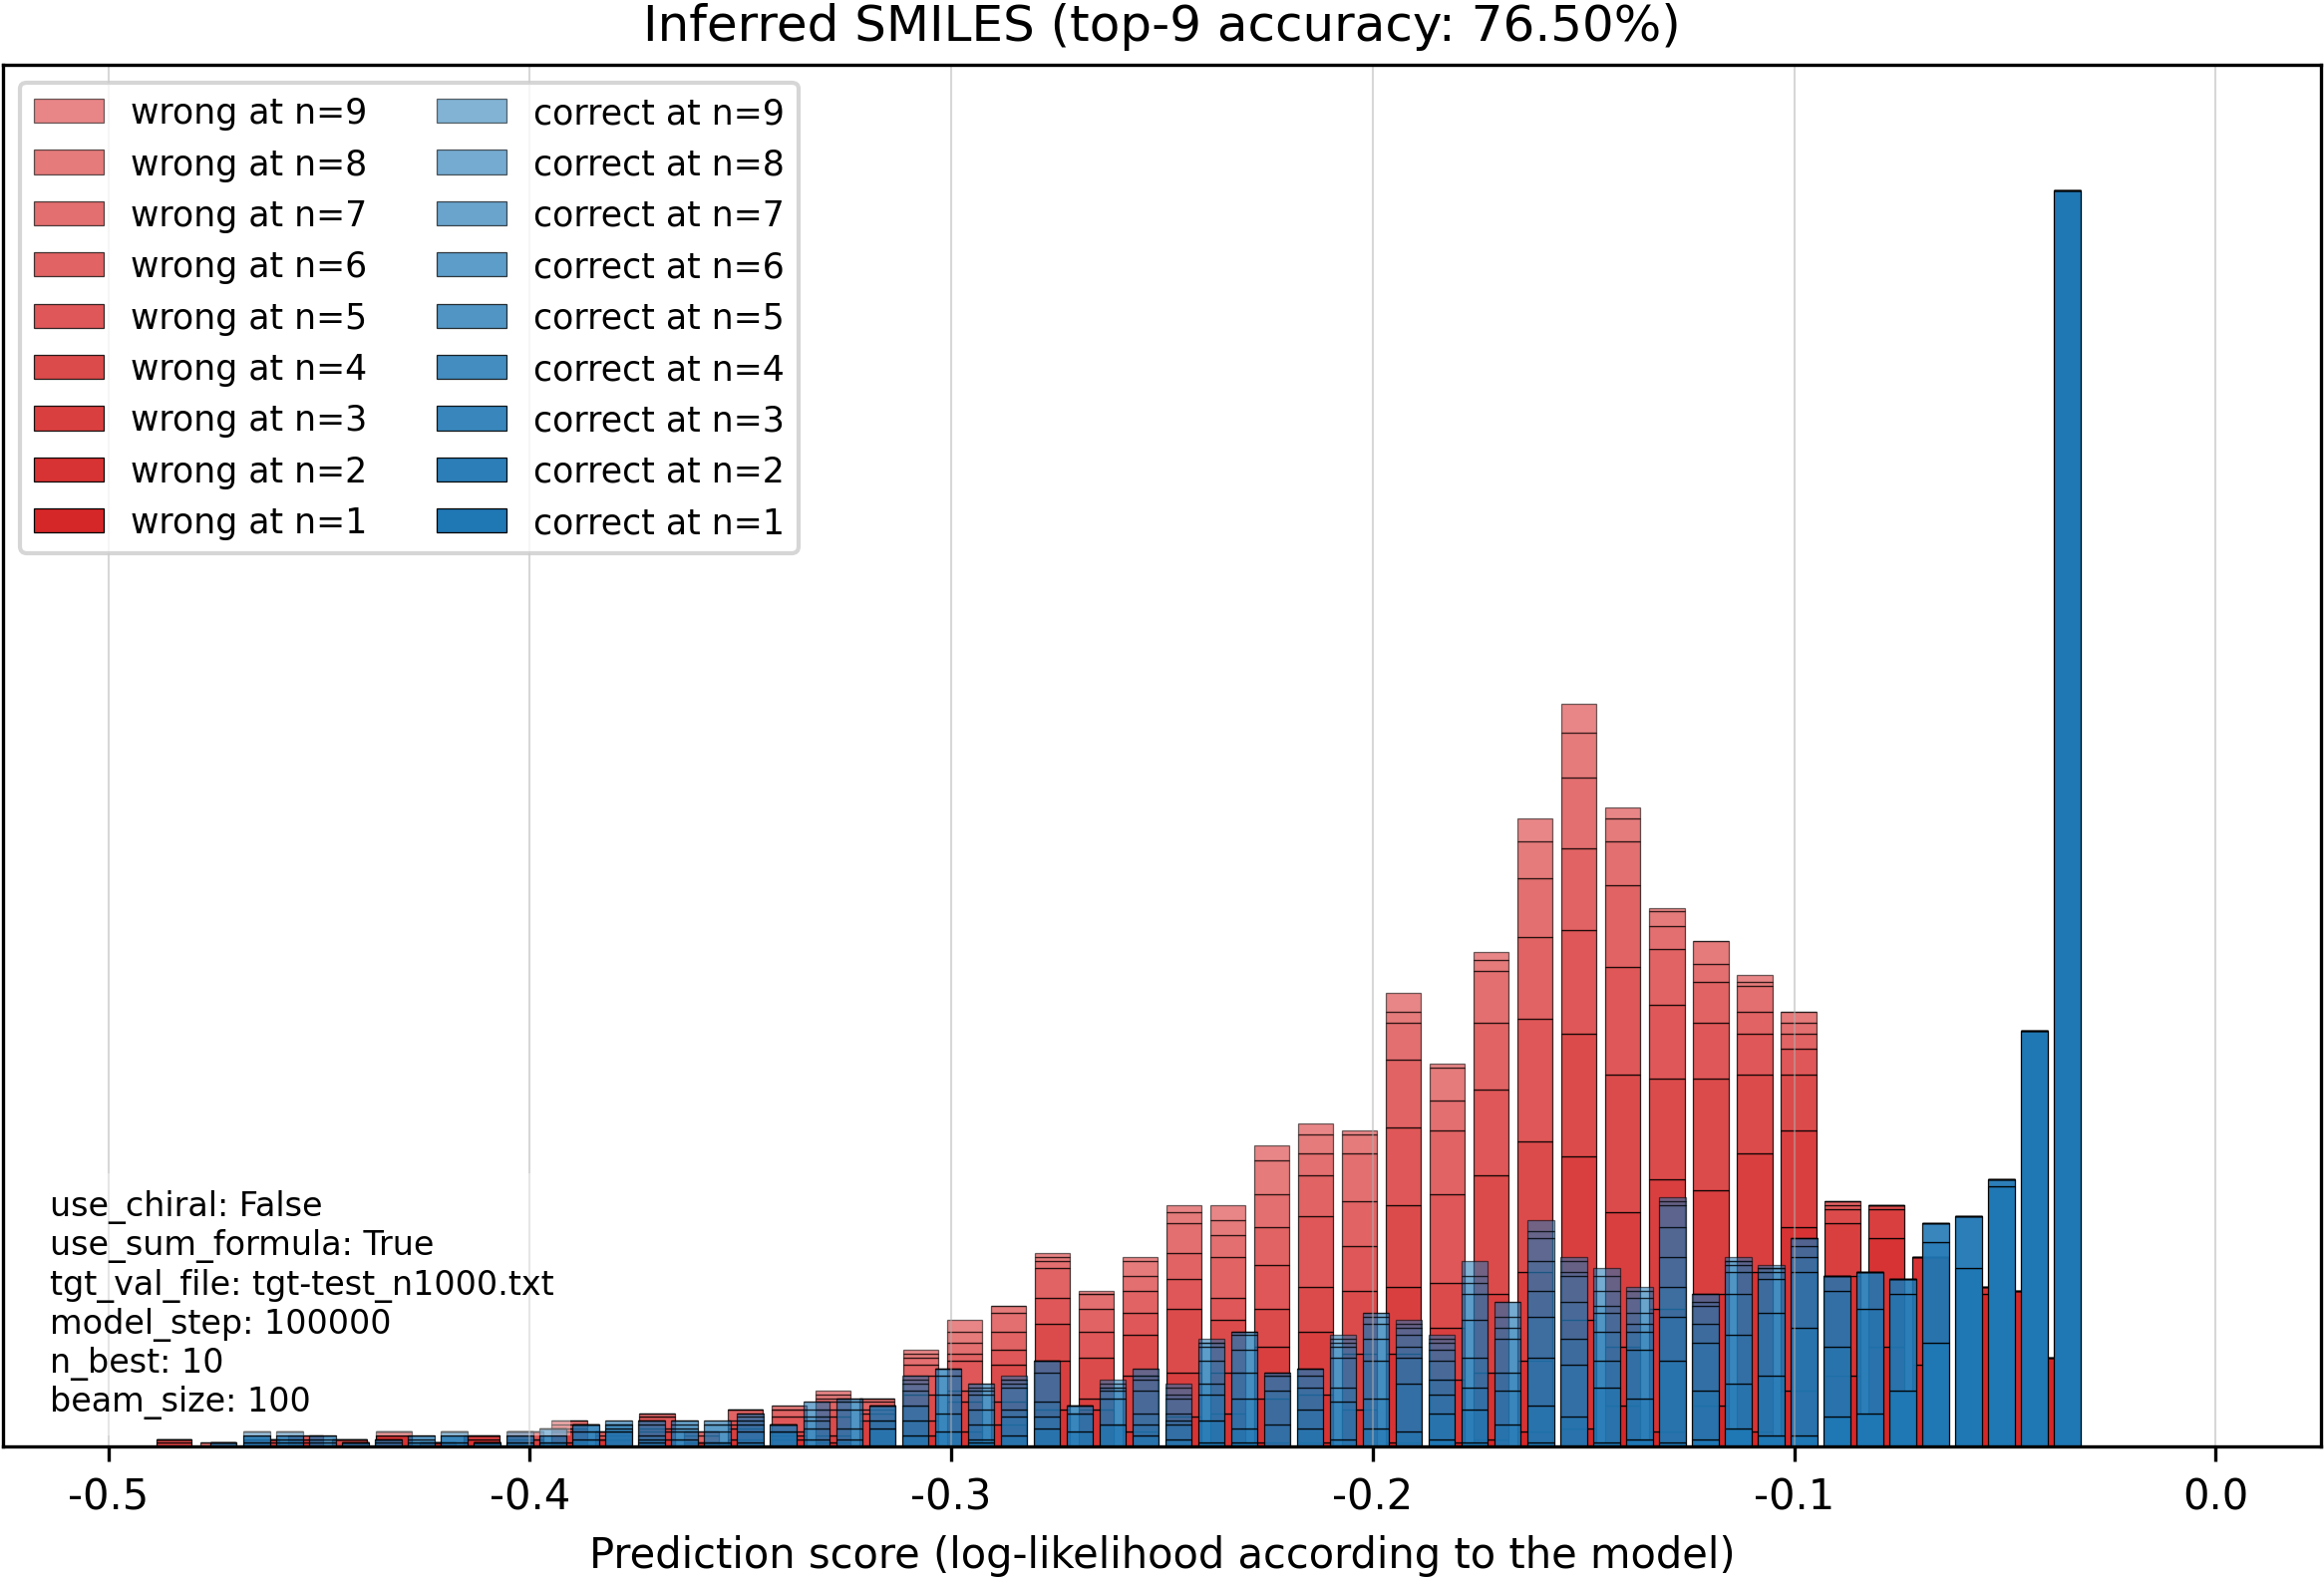 Inferred SMILES (top-9 accuracy: 76.50%)
wrong at n=9
wrong at n=8
wrong at n=7
wrong at n=6
wrong at n=5
wrong at n=4
wrong at n=3
wrong at n=2
wrong at n=1
correct at n=9
correct at n=8
correct at n=7
correct at n=6
correct at n=5
correct at n=4
correct at n=3
correct at n=2
correct at n=1
use_chiral: False
use_sum_formula: True
tgt_val_file: tgt-test_n1000.txt
model_step: 100000
n_best: 10
beam_size: 100
-0.5 -0.4 -0.3 -0.2 -0.1 0.0
Prediction score (log-likelihood according to the model)